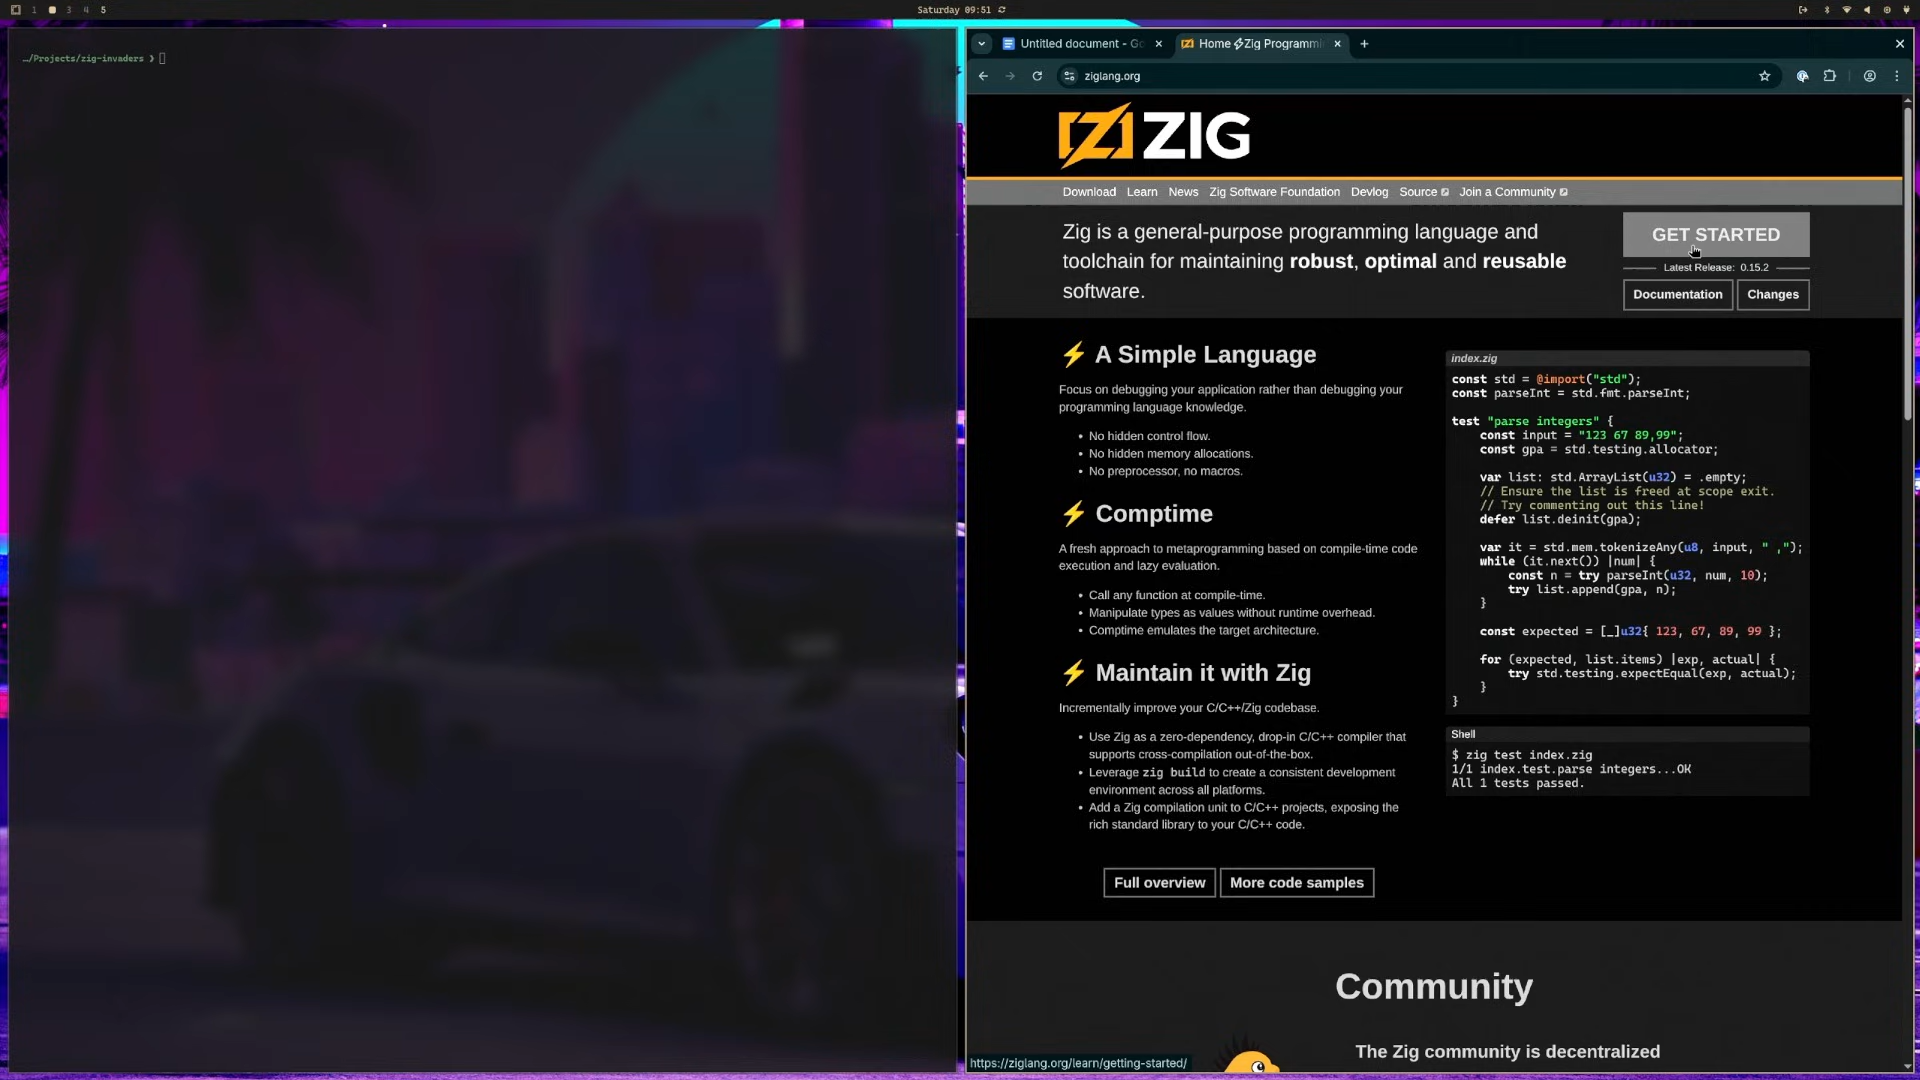 1 3 4 5
Saturday 09:51
…/Projects/zig-invaders ❯
Untitled document - Go
Home ⚡Zig Programmi
ziglang.org
ZIG
Download Learn News Zig Software Foundation Devlog Source Join a Community
Zig is a general-purpose programming language and
toolchain for maintaining robust, optimal and reusable
software.
GET STARTED
Latest Release: 0.15.2
Documentation Changes
⚡ A Simple Language
Focus on debugging your application rather than debugging your
programming language knowledge.
• No hidden control flow.
• No hidden memory allocations.
• No preprocessor, no macros.
⚡ Comptime
A fresh approach to metaprogramming based on compile-time code
execution and lazy evaluation.
• Call any function at compile-time.
• Manipulate types as values without runtime overhead.
• Comptime emulates the target architecture.
⚡ Maintain it with Zig
Incrementally improve your C/C++/Zig codebase.
• Use Zig as a zero-dependency, drop-in C/C++ compiler that
supports cross-compilation out-of-the-box.
• Leverage zig build to create a consistent development
environment across all platforms.
• Add a Zig compilation unit to C/C++ projects, exposing the
rich standard library to your C/C++ code.
index.zig
const std = @import("std");
const parseInt = std.fmt.parseInt;
test "parse integers" {
const input = "123 67 89,99";
const gpa = std.testing.allocator;
var list: std.ArrayList(u32) = .empty;
// Ensure the list is freed at scope exit.
// Try commenting out this line!
defer list.deinit(gpa);
var it = std.mem.tokenizeAny(u8, input, " ,");
while (it.next()) |num| {
const n = try parseInt(u32, num, 10);
try list.append(gpa, n);
}
const expected = [_]u32{ 123, 67, 89, 99 };
for (expected, list.items) |exp, actual| {
try std.testing.expectEqual(exp, actual);
}
}
Shell
$ zig test index.zig
1/1 index.test.parse integers...OK
All 1 tests passed.
Full overview More code samples
Community
The Zig community is decentralized
https://ziglang.org/learn/getting-started/